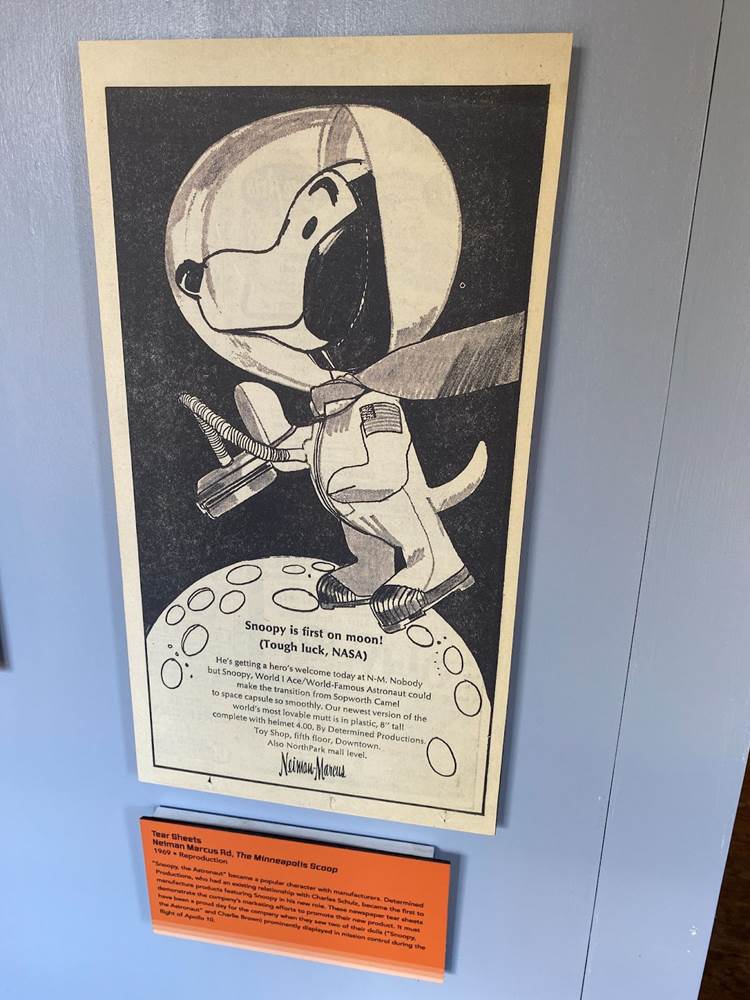 Snoopy is first on moon!
(Tough luck, NASA)
He's getting a hero's welcome today at N-M. Nobody
but Snoopy, World I Ace/World-Famous Astronaut could
make the transition from Sopworth Camel
to space capsule so smoothly. Our newest version of the
world's most lovable mutt is in plastic, 8" tall
complete with helmet 4.00. By Determined Productions.
Toy Shop, fifth floor, Downtown.
Also NorthPark mall level.
Neiman-Marcus
Tear Sheets
Neiman Marcus Rd, The Minneapolis Scoop
1969 • Reproduction
"Snoopy, the Astronaut" became a popular character with manufacturers. Determined
Productions, who had an existing relationship with Charles Schulz, became the first to
manufacture products featuring Snoopy in his new role. These newspaper tear sheets
demonstrate the company's marketing efforts to promote their new product. It must
have been a proud day for the company when they saw two of their dolls ("Snoopy,
the Astronaut" and Charlie Brown) prominently displayed in mission control during the
flight of Apollo 10.